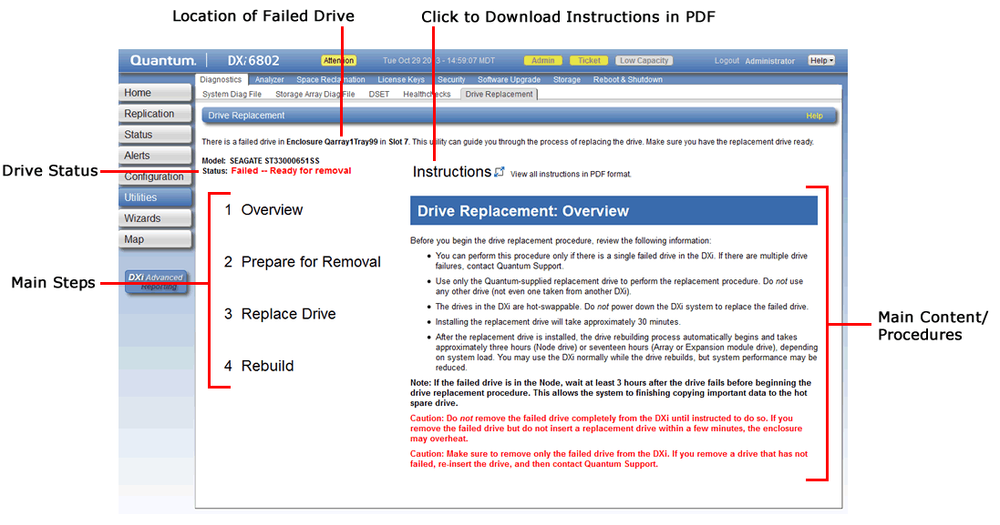 Location of Failed Drive
Click to Download Instructions in PDF
Quantum.
DXi6802
Attention
Tue Oct 29 2013 - 14:59:07 MDT
Admin
Ticket
Low Capacity
Logout
Administrator
Help
Diagnostics
Analyzer
Space Reclamation
License Keys
Security
Software Upgrade
Storage
Reboot & Shutdown
System Diag File
Storage Array Diag File
DSET
Healthchecks
Drive Replacement
Home
Replication
Status
Alerts
Configuration
Utilities
Wizards
Map
DXi Advanced
Reporting
Drive Replacement
Help
There is a failed drive in Enclosure Qarray1Tray99 in Slot 7. This utility can guide you through the process of replacing the drive. Make sure you have the replacement drive ready.
Model: SEAGATE ST33000651SS
Status: Failed -- Ready for removal
Drive Status
Instructions
View all instructions in PDF format.
Main Steps
1 Overview
2 Prepare for Removal
3 Replace Drive
4 Rebuild
Drive Replacement: Overview
Before you begin the drive replacement procedure, review the following information:
• You can perform this procedure only if there is a single failed drive in the DXi. If there are multiple drive
failures, contact Quantum Support.
• Use only the Quantum-supplied replacement drive to perform the replacement procedure. Do not use
any other drive (not even one taken from another DXi).
• The drives in the DXi are hot-swappable. Do not power down the DXi system to replace the failed drive.
• Installing the replacement drive will take approximately 30 minutes.
• After the replacement drive is installed, the drive rebuilding process automatically begins and takes
approximately three hours (Node drive) or seventeen hours (Array or Expansion module drive), depending
on system load. You may use the DXi normally while the drive rebuilds, but system performance may be
reduced.
Note: If the failed drive is in the Node, wait at least 3 hours after the drive fails before beginning the
drive replacement procedure. This allows the system to finishing copying important data to the hot
spare drive.
Caution: Do not remove the failed drive completely from the DXi until instructed to do so. If you
remove the failed drive but do not insert a replacement drive within a few minutes, the enclosure
may overheat.
Caution: Make sure to remove only the failed drive from the DXi. If you remove a drive that has not
failed, re-insert the drive, and then contact Quantum Support.
Main Content/
Procedures